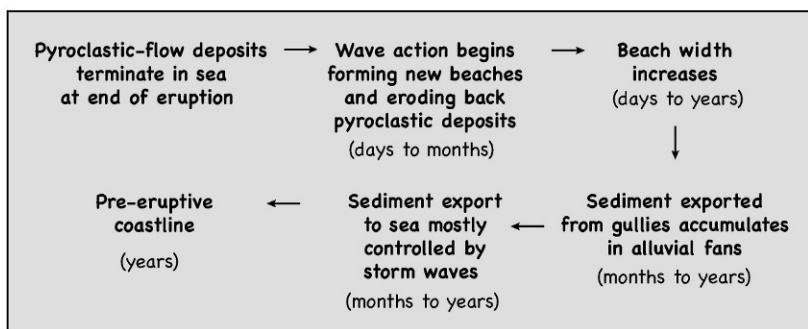 Pyroclastic-flow deposits
terminate in sea
at end of eruption
Wave action begins
forming new beaches
and eroding back
pyroclastic deposits
(days to months)
Beach width
increases
(days to years)
Sediment exported
from gullies accumulates
in alluvial fans
(months to years)
Sediment export
to sea mostly
controlled by
storm waves
(months to years)
Pre-eruptive
coastline
(years)